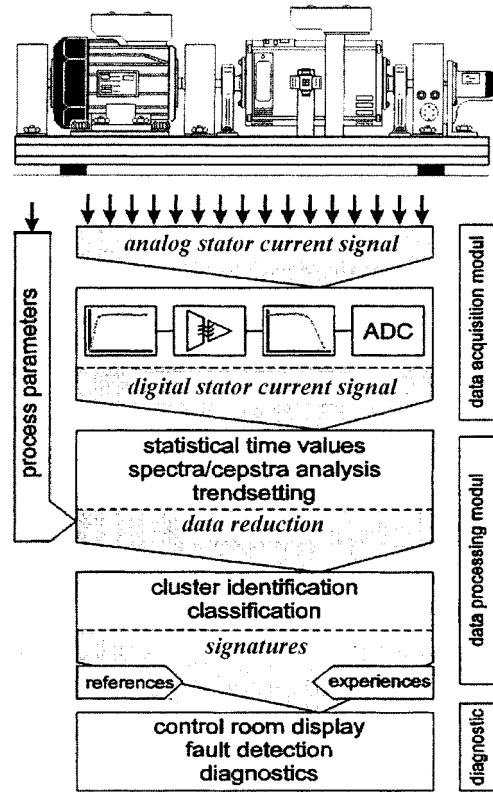 analog stator current signal
ADC
digital stator current signal
process parameters
data acquisition modul
statistical time values
spectra/cepstra analysis
trendsetting
data reduction
cluster identification
classification
signatures
data processing modul
references
experiences
control room display
fault detection
diagnostics
diagnostic